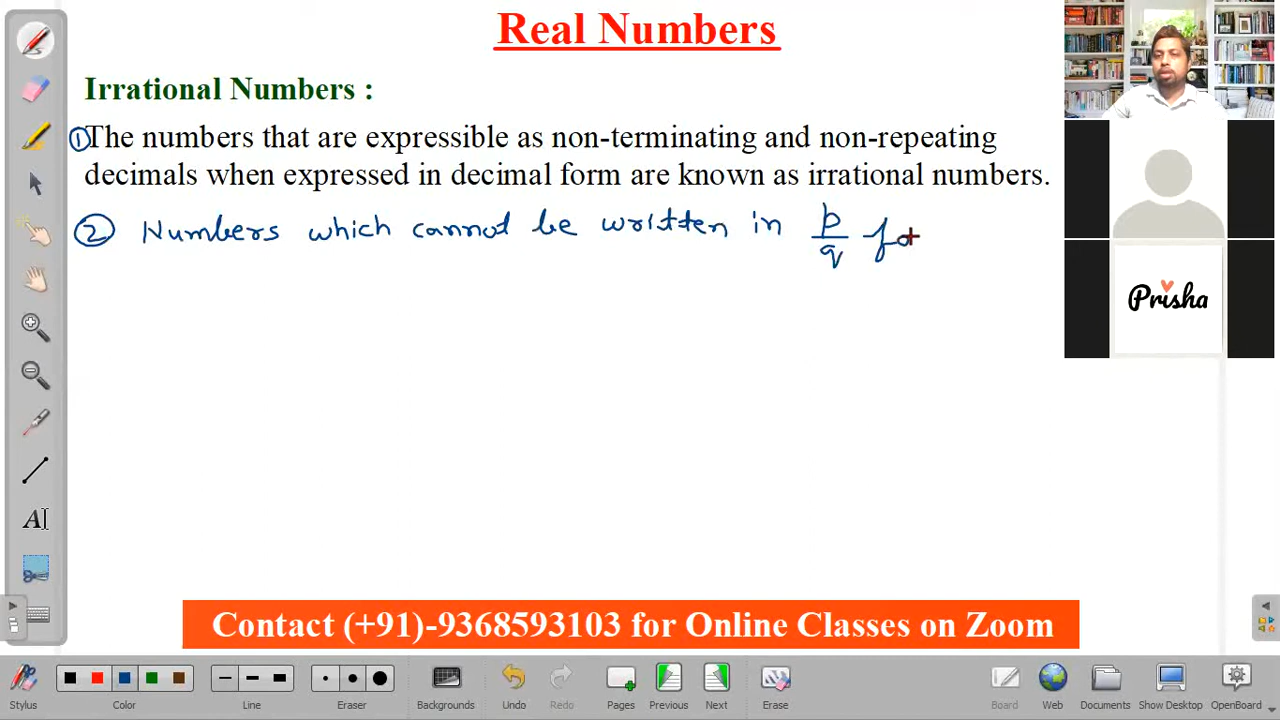 Real Numbers
Irrational Numbers :
① The numbers that are expressible as non-terminating and non-repeating
decimals when expressed in decimal form are known as irrational numbers.
② Numbers which cannot be written in p/q fo
Prisha
Contact (+91)-9368593103 for Online Classes on Zoom
Stylus Color Line Eraser Backgrounds Undo Redo Pages Previous Next Erase Board Web Documents Show Desktop OpenBoard